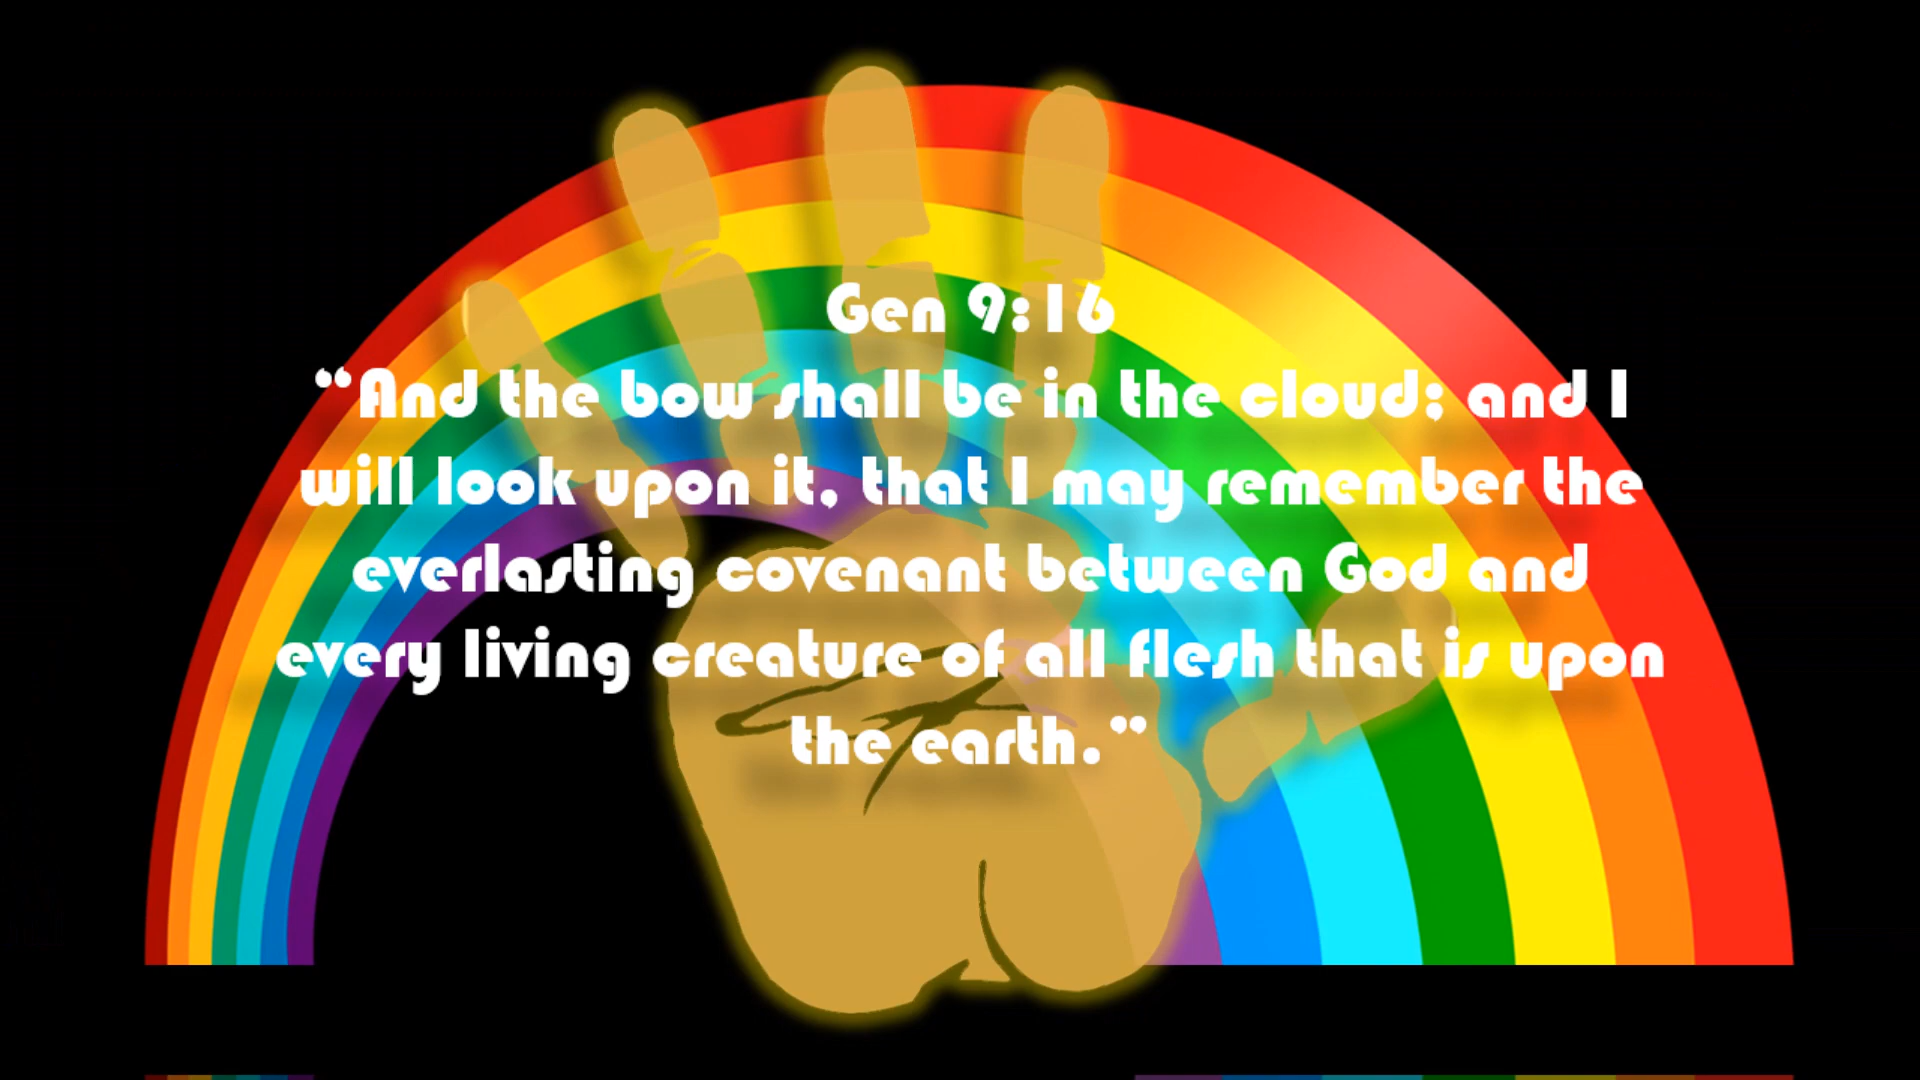 Gen 9:16
“And the bow shall be in the cloud; and I
will look upon it, that I may remember the
everlasting covenant between God and
every living creature of all flesh that is upon
the earth.”